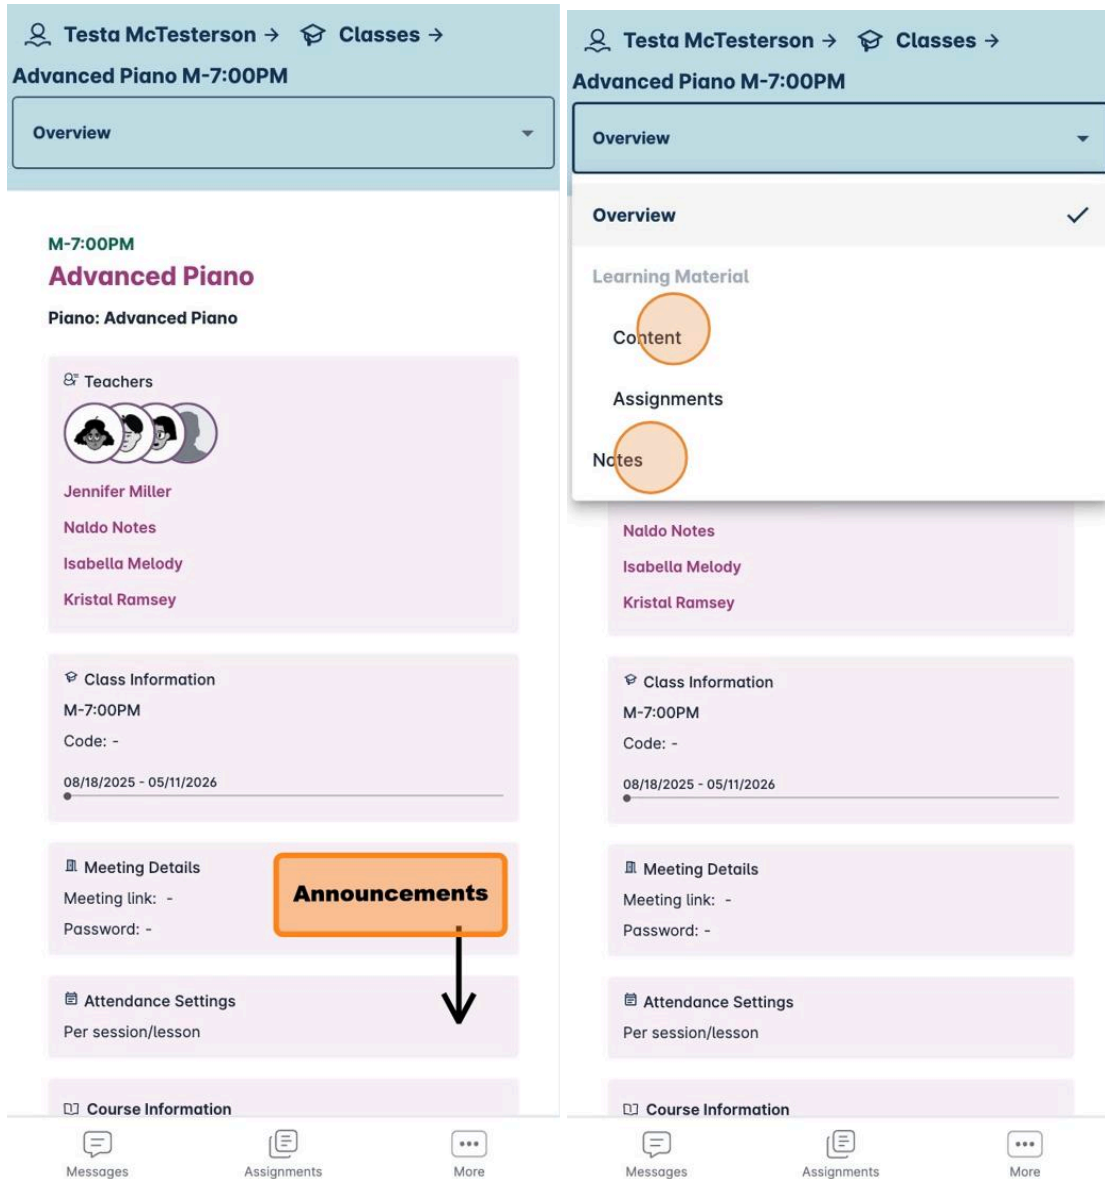 Testa McTesterson → Classes →
Advanced Piano M-7:00PM
Overview
M-7:00PM
Advanced Piano
Piano: Advanced Piano
Teachers
Jennifer Miller
Naldo Notes
Isabella Melody
Kristal Ramsey
Class Information
M-7:00PM
Code: -
08/18/2025 - 05/11/2026
Meeting Details
Meeting link: -
Password: -
Announcements
Attendance Settings
Per session/lesson
Course Information
Messages Assignments More
Testa McTesterson → Classes →
Advanced Piano M-7:00PM
Overview
Overview
Learning Material
Content
Assignments
Notes
Naldo Notes
Isabella Melody
Kristal Ramsey
Class Information
M-7:00PM
Code: -
08/18/2025 - 05/11/2026
Meeting Details
Meeting link: -
Password: -
Attendance Settings
Per session/lesson
Course Information
Messages Assignments More